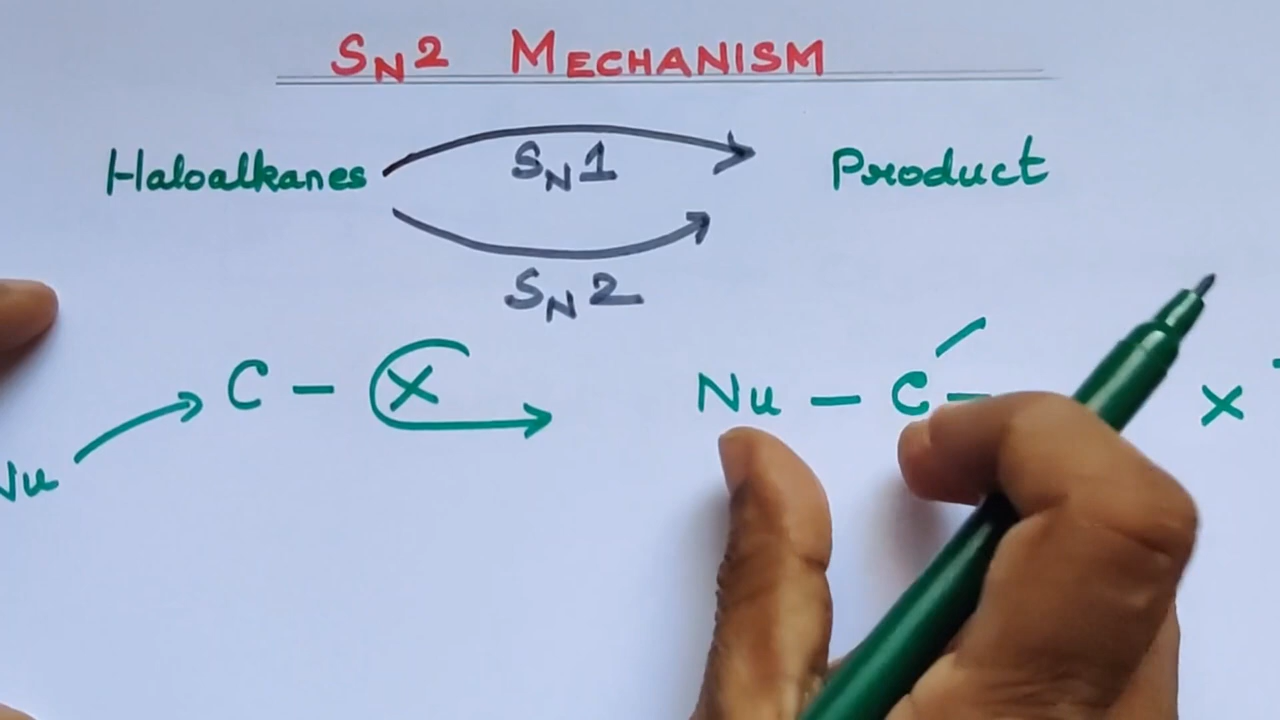 SN2 MECHANISM
Haloalkanes SN1 Product
SN2
C – X Nu – C – X
Nu